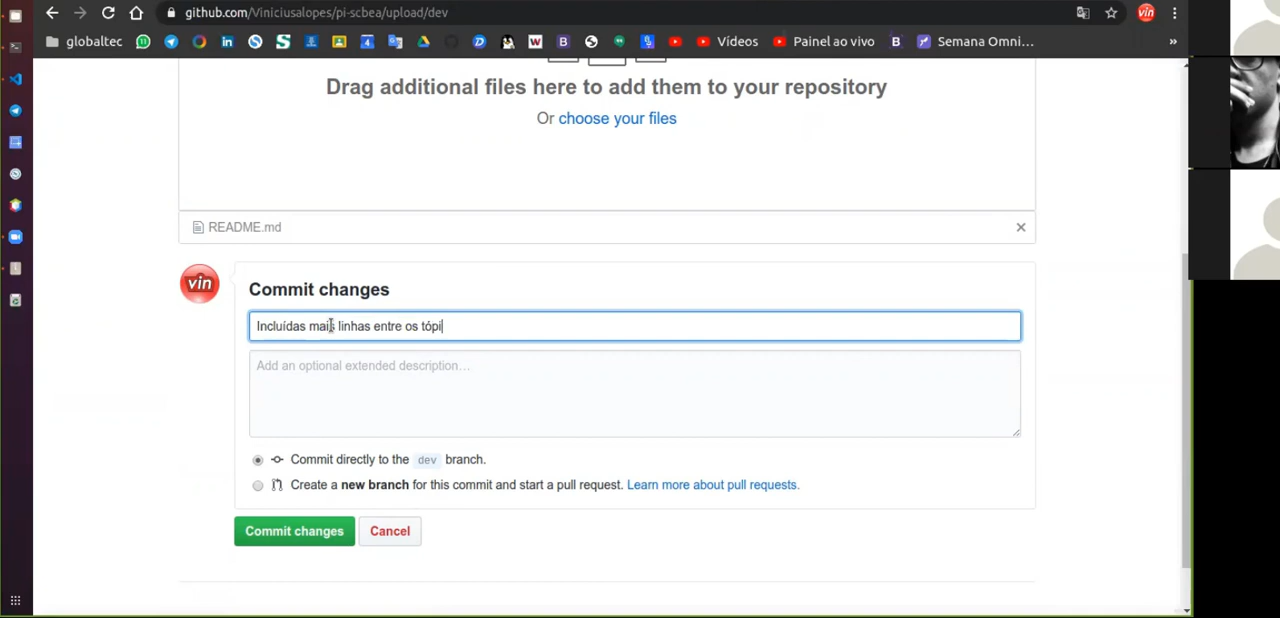 github.com/Viniciusalopes/pi-scbea/upload/dev
vin
globaltec
Vídeos
Painel ao vivo
B
Semana Omni…
»
Drag additional files here to add them to your repository
Or choose your files
README.md
vin
Commit changes
Incluídas mais linhas entre os tópi
Add an optional extended description…
Commit directly to the dev branch.
Create a new branch for this commit and start a pull request. Learn more about pull requests.
Commit changes
Cancel